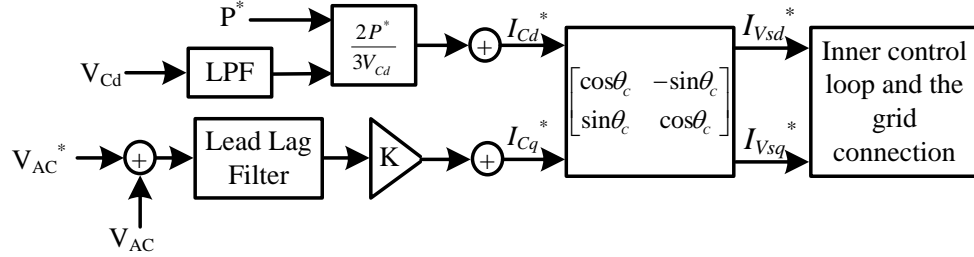 P*
2P*
3V_Cd
V_Cd
LPF
+
I_Cd*
cosθ_c −sinθ_c
sinθ_c cosθ_c
I_Vsd*
Inner control
loop and the
grid
connection
V_AC*
+
Lead Lag
Filter
K
+
I_Cq*
I_Vsq*
V_AC